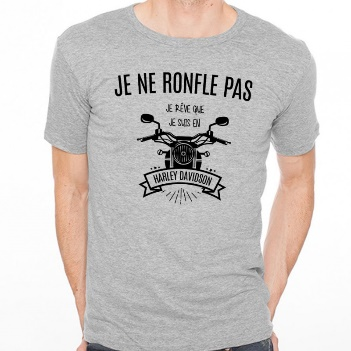 JE NE RONFLE PAS
JE RÊVE QUE
JE SUIS EN
HARLEY DAVIDSON